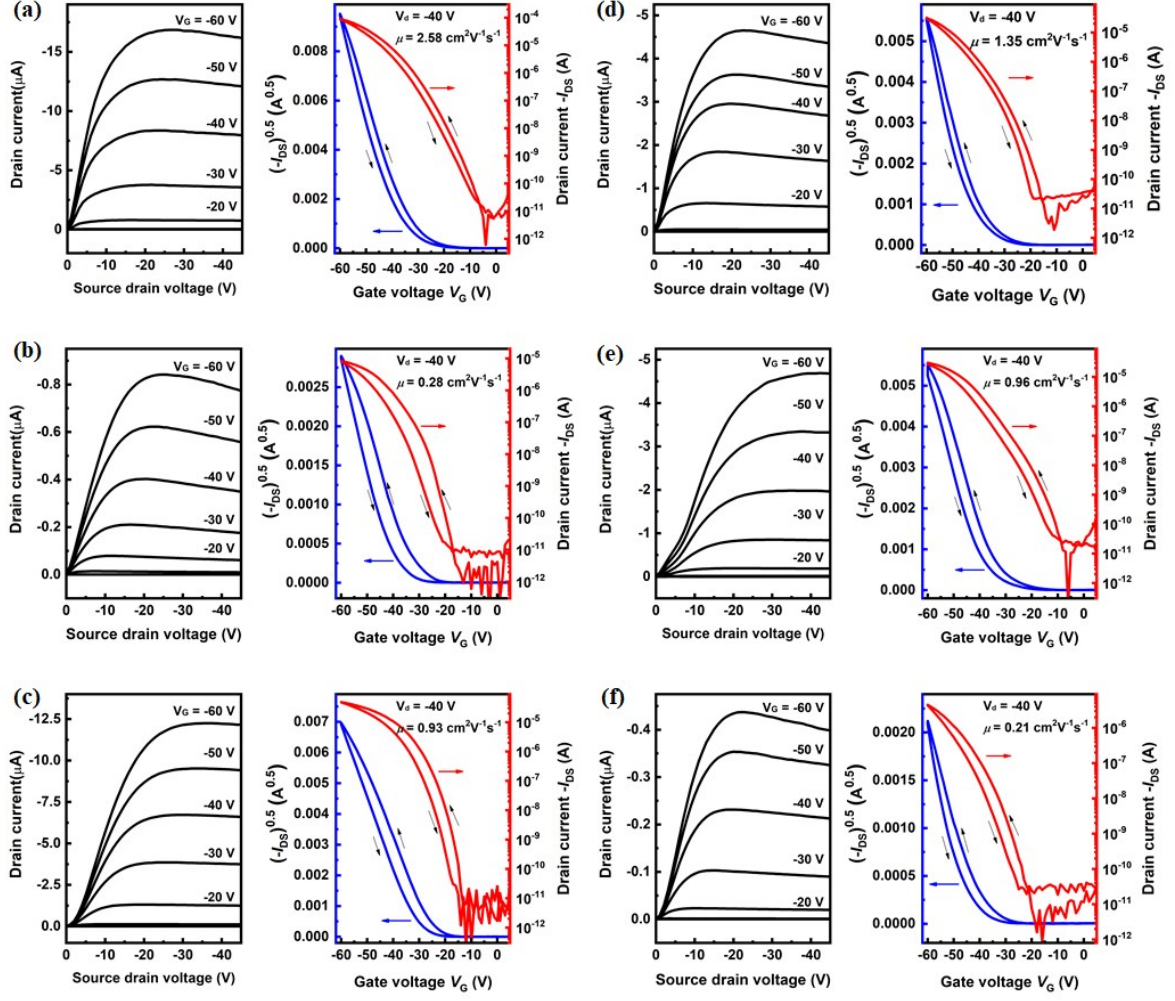 (a)
V_G = -60 V
-50 V
-40 V
-30 V
-20 V
-15
-10
-5
0
0 -10 -20 -30 -40
Drain current(μA)
Source drain voltage (V)
V_d = -40 V
μ = 2.58 cm²V⁻¹s⁻¹
0.008
0.006
0.004
0.002
0.000
-60 -50 -40 -30 -20 -10 0
10⁻⁴
10⁻⁵
10⁻⁶
10⁻⁷
10⁻⁸
10⁻⁹
10⁻¹⁰
10⁻¹¹
10⁻¹²
(-I_DS)^0.5 (A^0.5)
Drain current -I_DS (A)
Gate voltage V_G (V)
(d)
V_G = -60 V
-50 V
-40 V
-30 V
-20 V
-5
-4
-3
-2
-1
0
0 -10 -20 -30 -40
Drain current(μA)
Source drain voltage (V)
V_d = -40 V
μ = 1.35 cm²V⁻¹s⁻¹
0.005
0.004
0.003
0.002
0.001
0.000
-60 -50 -40 -30 -20 -10 0
10⁻⁴
10⁻⁵
10⁻⁶
10⁻⁷
10⁻⁸
10⁻⁹
10⁻¹⁰
10⁻¹¹
10⁻¹²
(-I_DS)^0.5 (A^0.5)
Drain current -I_DS (A)
Gate voltage V_G (V)
(b)
V_G = -60 V
-50 V
-40 V
-30 V
-20 V
-0.8
-0.6
-0.4
-0.2
0.0
0 -10 -20 -30 -40
Drain current(μA)
Source drain voltage (V)
V_d = -40 V
μ = 0.28 cm²V⁻¹s⁻¹
0.0025
0.0020
0.0015
0.0010
0.0005
0.0000
-60 -50 -40 -30 -20 -10 0
10⁻⁵
10⁻⁶
10⁻⁷
10⁻⁸
10⁻⁹
10⁻¹⁰
10⁻¹¹
10⁻¹²
(-I_DS)^0.5 (A^0.5)
Drain current -I_DS (A)
Gate voltage V_G (V)
(e)
V_G = -60 V
-50 V
-40 V
-30 V
-20 V
-5
-4
-3
-2
-1
0
0 -10 -20 -30 -40
Drain current(μA)
Source drain voltage (V)
V_d = -40 V
μ = 0.96 cm²V⁻¹s⁻¹
0.005
0.004
0.003
0.002
0.001
0.000
-60 -50 -40 -30 -20 -10 0
10⁻⁵
10⁻⁶
10⁻⁷
10⁻⁸
10⁻⁹
10⁻¹⁰
10⁻¹¹
10⁻¹²
(-I_DS)^0.5 (A^0.5)
Drain current -I_DS (A)
Gate voltage V_G (V)
(c)
V_G = -60 V
-50 V
-40 V
-30 V
-20 V
-12.5
-10.0
-7.5
-5.0
-2.5
0.0
0 -10 -20 -30 -40
Drain current(μA)
Source drain voltage (V)
V_d = -40 V
μ = 0.93 cm²V⁻¹s⁻¹
0.007
0.006
0.005
0.004
0.003
0.002
0.001
0.000
-60 -50 -40 -30 -20 -10 0
10⁻⁵
10⁻⁶
10⁻⁷
10⁻⁸
10⁻⁹
10⁻¹⁰
10⁻¹¹
10⁻¹²
(-I_DS)^0.5 (A^0.5)
Drain current -I_DS (A)
Gate voltage V_G (V)
(f)
V_G = -60 V
-50 V
-40 V
-30 V
-20 V
-0.4
-0.3
-0.2
-0.1
0.0
0 -10 -20 -30 -40
Drain current(μA)
Source drain voltage (V)
V_d = -40 V
μ = 0.21 cm²V⁻¹s⁻¹
0.0020
0.0015
0.0010
0.0005
0.0000
-60 -50 -40 -30 -20 -10 0
10⁻⁶
10⁻⁷
10⁻⁸
10⁻⁹
10⁻¹⁰
10⁻¹¹
10⁻¹²
(-I_DS)^0.5 (A^0.5)
Drain current -I_DS (A)
Gate voltage V_G (V)